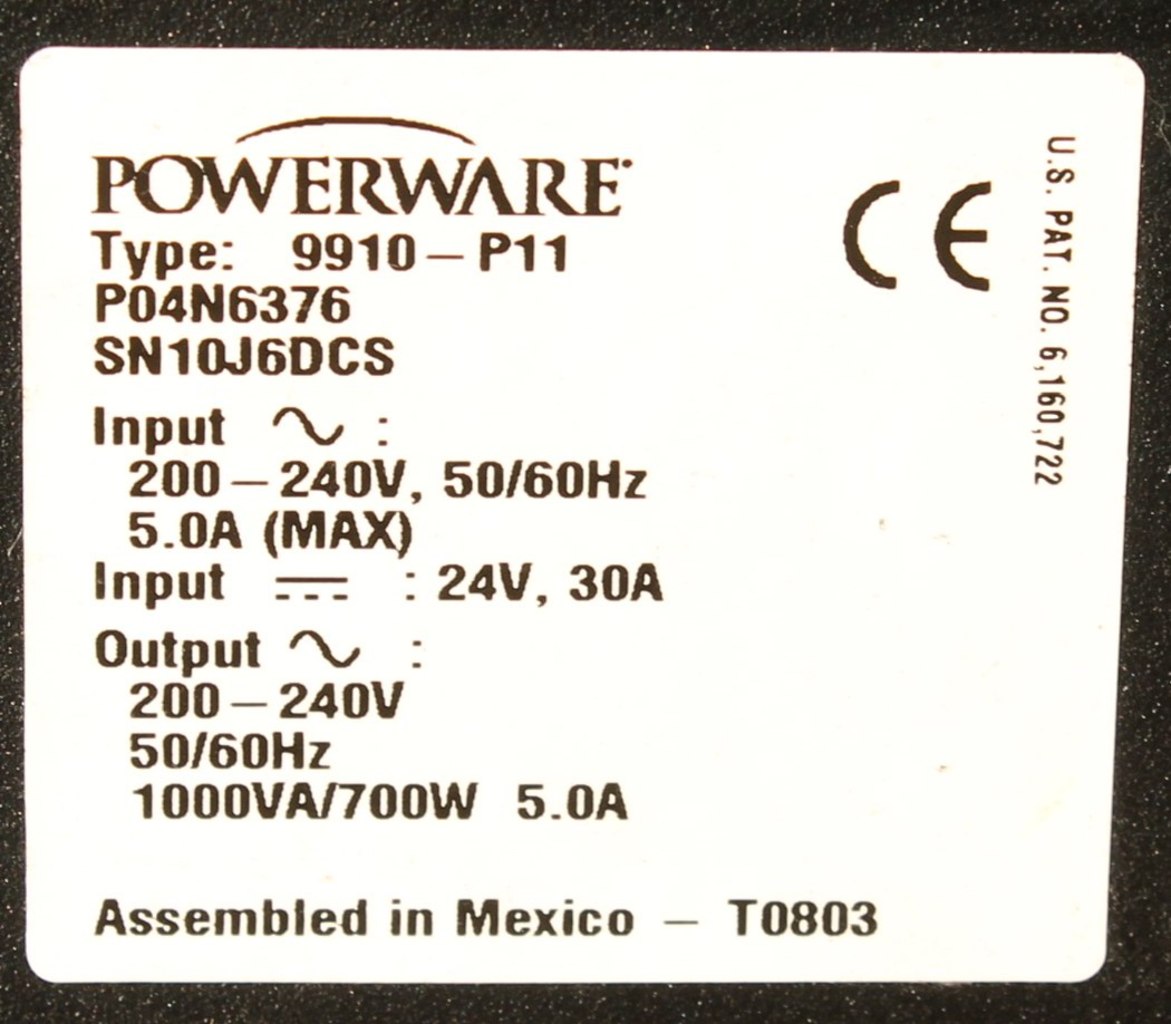 POWERWARE
Type: 9910-P11
P04N6376
SN10J6DCS
Input ∿ :
200-240V, 50/60Hz
5.0A (MAX)
Input ⎓ : 24V, 30A
Output ∿ :
200-240V
50/60Hz
1000VA/700W 5.0A
Assembled in Mexico - T0803
CE
U.S. PAT. NO. 6,160,722